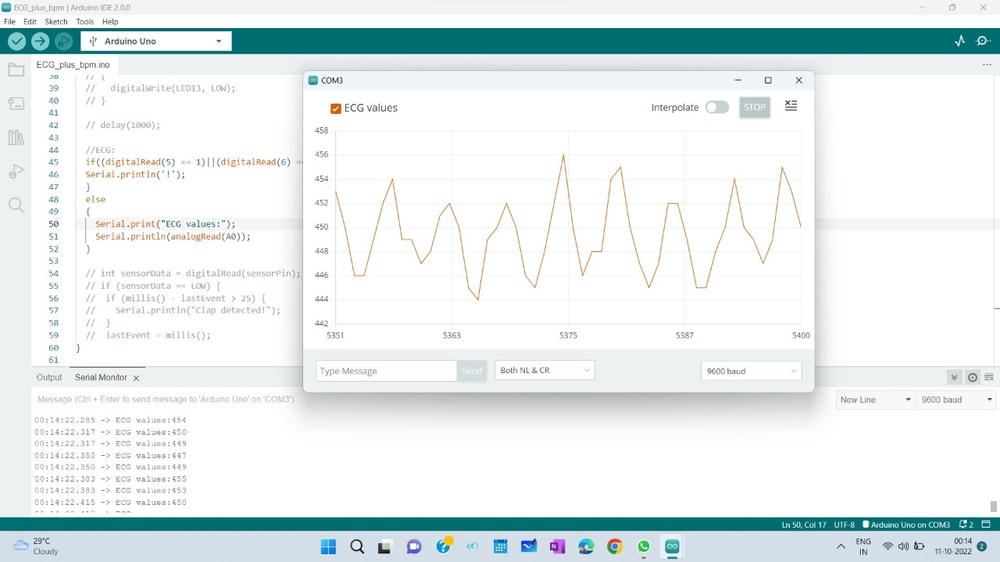 ECG_plus_bpm | Arduino IDE 2.0.0
File Edit Sketch Tools Help
Arduino Uno
ECG_plus_bpm.ino
38 // {
39 //   digitalWrite(LED13, LOW);
40 // }
41
42 // delay(1000);
43
44 //ECG:
45 if((digitalRead(5) == 1)||(digitalRead(6) ==
46 Serial.println('!');
47 }
48 else
49 {
50 Serial.print("ECG values:");
51 Serial.println(analogRead(A0));
52 }
53
54 // int sensorData = digitalRead(sensorPin);
55 // if (sensorData == LOW) {
56 //  if (millis() - lastEvent > 25) {
57 //    Serial.println("Clap detected!");
58 //  }
59 //  lastEvent = millis();
60 }
61
COM3
ECG values
Interpolate
STOP
458
456
454
452
450
448
446
444
442
5351 5363 5375 5387 5400
Type Message Send Both NL & CR 9600 baud
Output Serial Monitor
Message (Ctrl + Enter to send message to 'Arduino Uno' on 'COM3')
New Line 9600 baud
00:14:22.285 -> ECG values:454
00:14:22.317 -> ECG values:450
00:14:22.317 -> ECG values:449
00:14:22.350 -> ECG values:447
00:14:22.350 -> ECG values:449
00:14:22.383 -> ECG values:455
00:14:22.383 -> ECG values:453
00:14:22.415 -> ECG values:450
Ln 50, Col 17 UTF-8 Arduino Uno on COM3 2
29°C
Cloudy
ENG
IN
00:14
11-10-2022
2